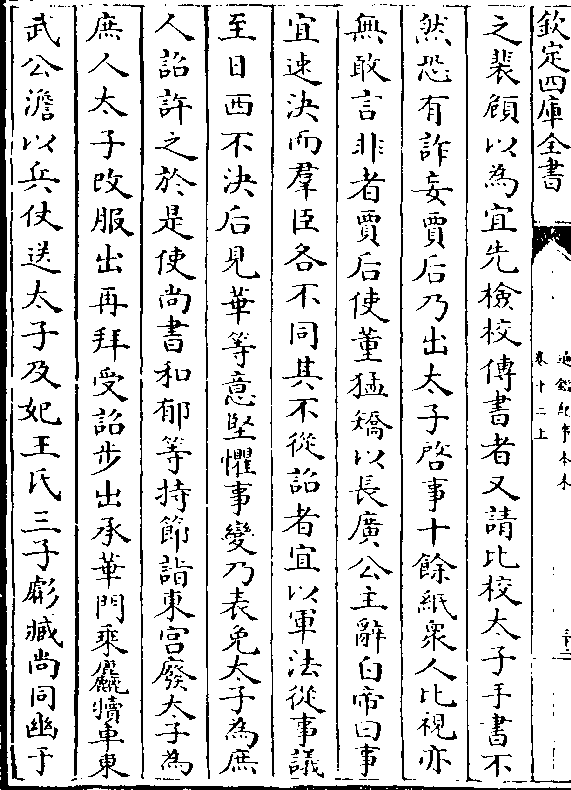 欽定四庫全書
通鑑紀事本末
卷十二上
之裴頠以為宜先檢校傳書者又請比校太子手書不
然恐有詐妄賈后乃出太子啓事十餘紙衆人比視亦
無敢言非者賈后使董猛矯以長廣公主辭白帝曰事
宜速決而羣臣各不同其不從詔者宜以軍法從事議
至日西不決后見華等意堅懼事變乃表免太子為庶
人詔許之於是使尚書和郁等持節詣東宮廢太子為
庶人太子改服出再拜受詔步出承華門乘麤犢車東
武公澹以兵仗送太子及妃王氏三子虨臧尚同幽于